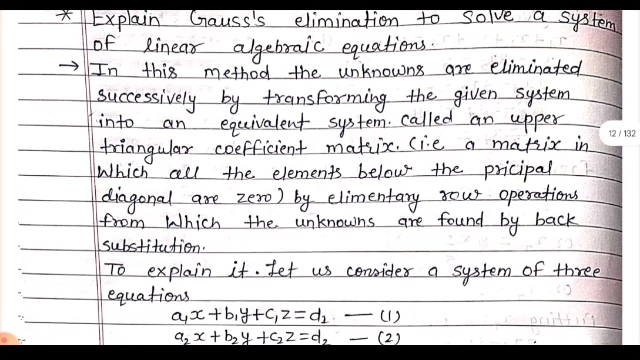 * Explain Gauss's elimination to solve a system
of linear algebraic equations.
→ In this method the unknowns are eliminated
successively by transforming the given system
into an equivalent system. called an upper
triangular coefficient matrix. (i.e a matrix in
Which all the elements below the pricipal
diagonal are zero) by elimentary row operations
from Which the unknowns are found by back
substitution.
To explain it. Let us consider a system of three
equations
a₁x + b₁y + c₁z = d₂ — (1)
a₂x + b₂y + c₂z = d₂ — (2)
12 / 132